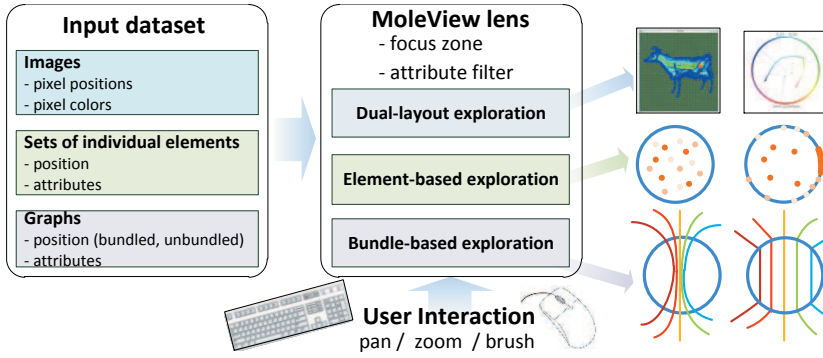 Input dataset
Images
- pixel positions
- pixel colors
Sets of individual elements
- position
- attributes
Graphs
- position (bundled, unbundled)
- attributes
MoleView lens
- focus zone
- attribute filter
Dual-layout exploration
Element-based exploration
Bundle-based exploration
User Interaction
pan / zoom / brush